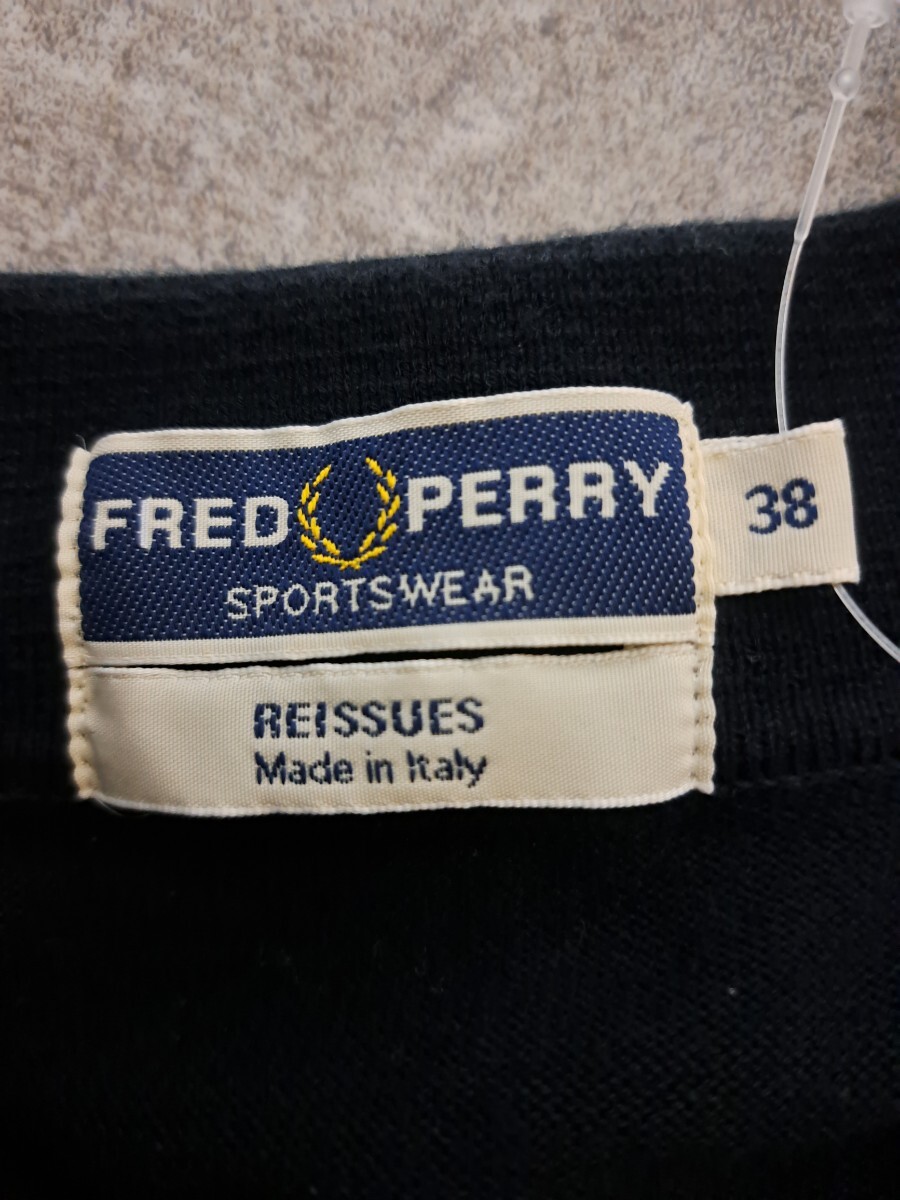 FRED PERRY
SPORTSWEAR
38
REISSUES
Made in Italy